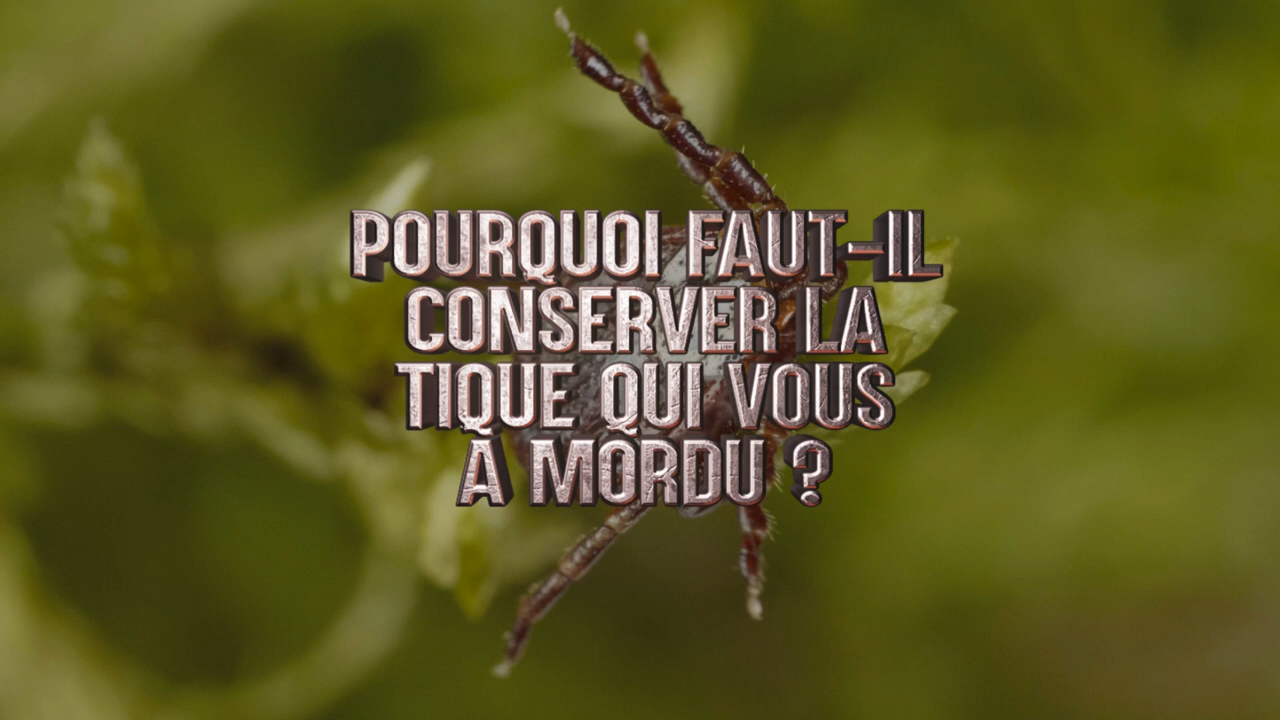 POURQUOI FAUT-IL
CONSERVER LA
TIQUE QUI VOUS
A MORDU ?